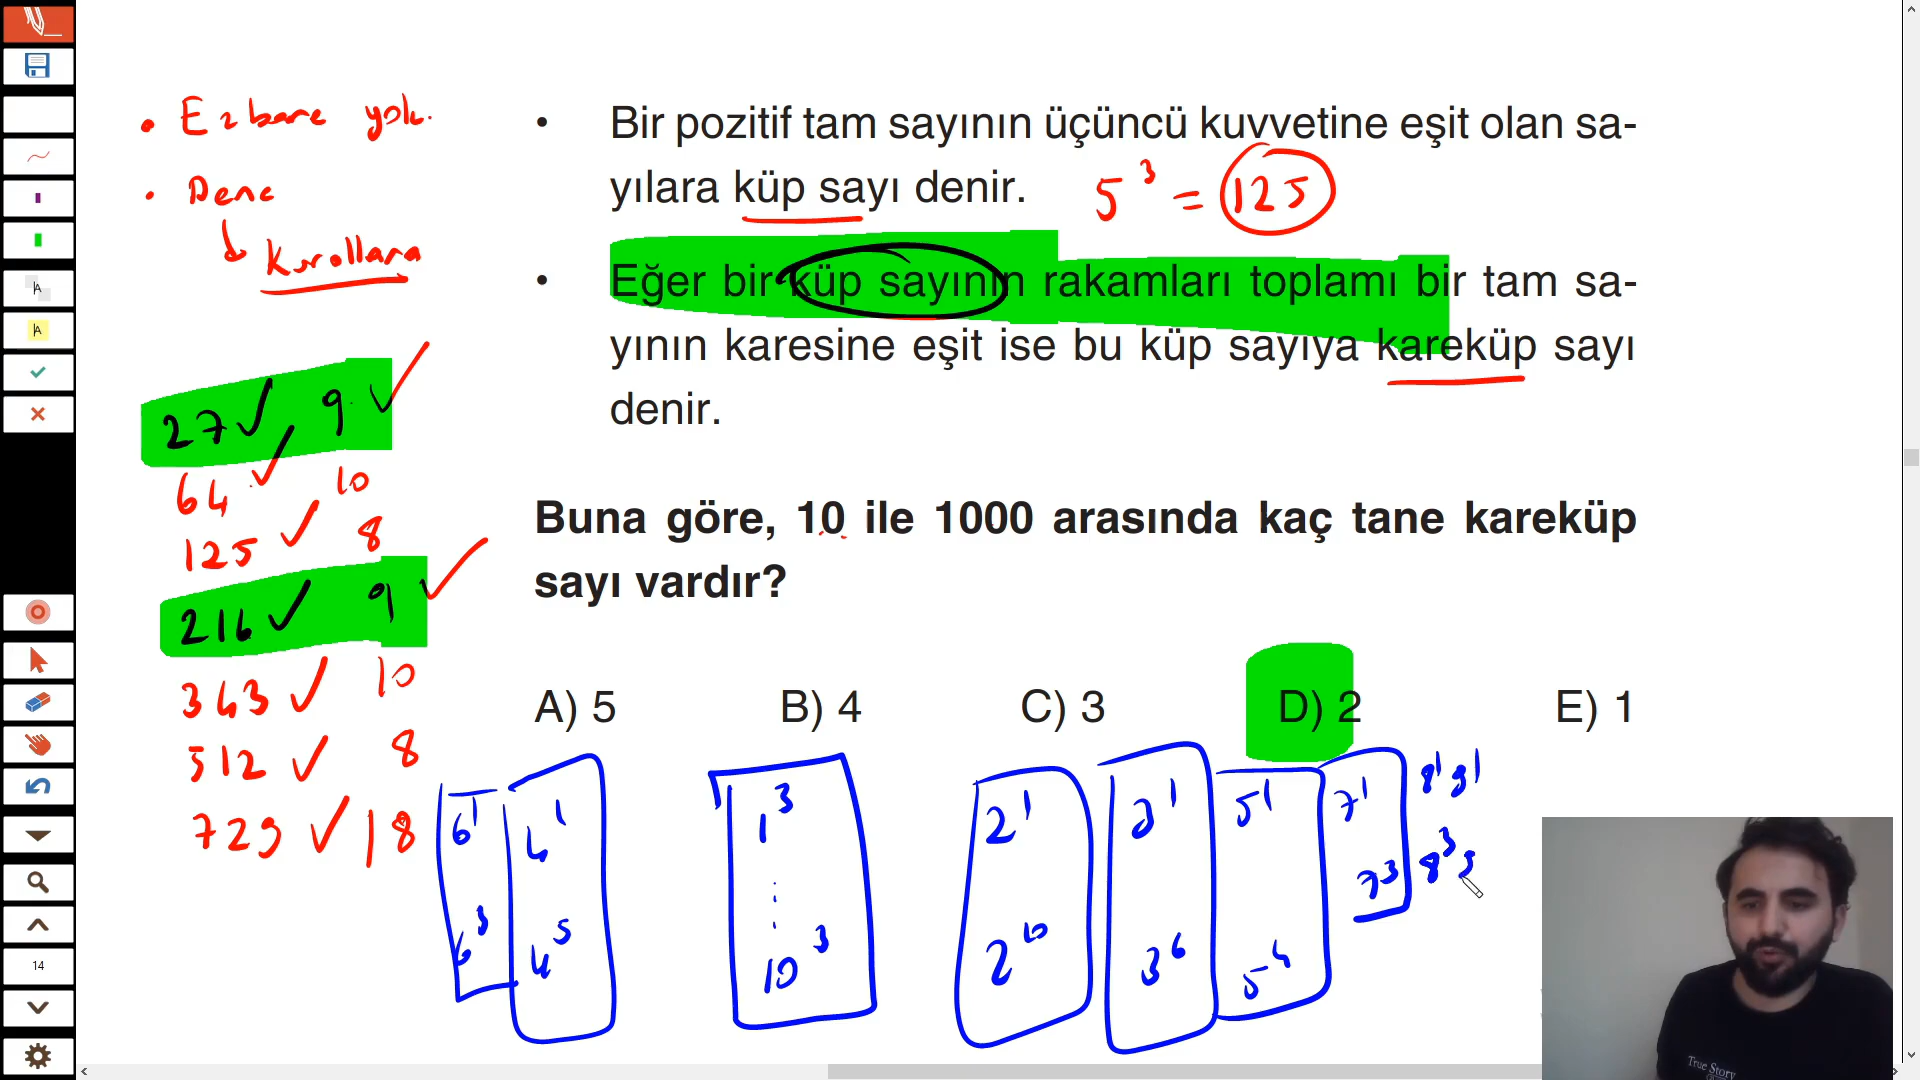 • Ezbere yok.
• Dene
Kurallara
• Bir pozitif tam sayının üçüncü kuvvetine eşit olan sa-
yılara küp sayı denir.
5³ = 125
• Eğer bir küp sayının rakamları toplamı bir tam sa-
yının karesine eşit ise bu küp sayıya kareküp sayı
denir.
27 ✓ 9 ✓
64 ✓ 10
125 ✓ 8
216 ✓ 9 ✓
343 ✓ 10
512 ✓ 8
729 ✓ 18
Buna göre, 10 ile 1000 arasında kaç tane kareküp
sayı vardır?
A) 5 B) 4 C) 3 D) 2 E) 1
6¹ 4¹ 1³ 2¹ 3¹ 5¹ 7¹ 8¹ 9¹
6³ 4⁵ 10³ 2¹⁰ 3⁶ 5⁴ 7³ 8³
14
True Story